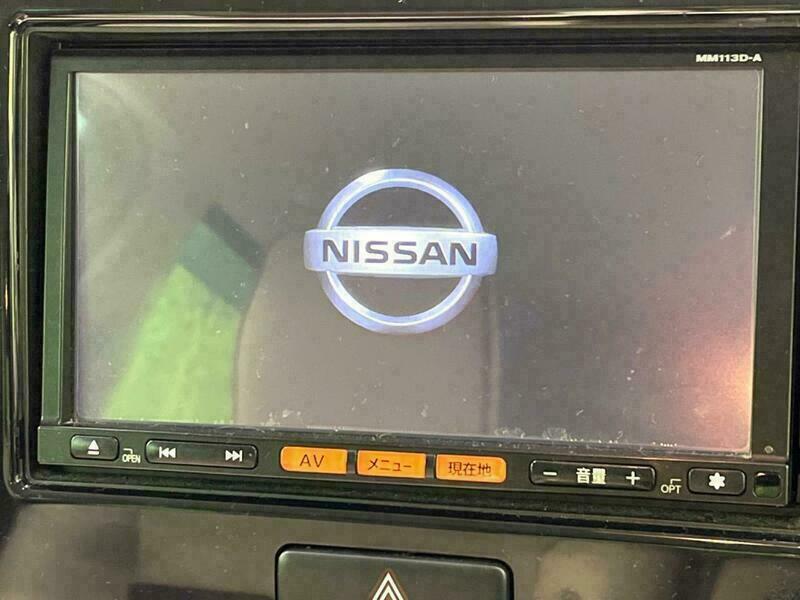 MM113D-A
NISSAN
OPEN
AV
メニュー
現在地
− 音量 +
OPT